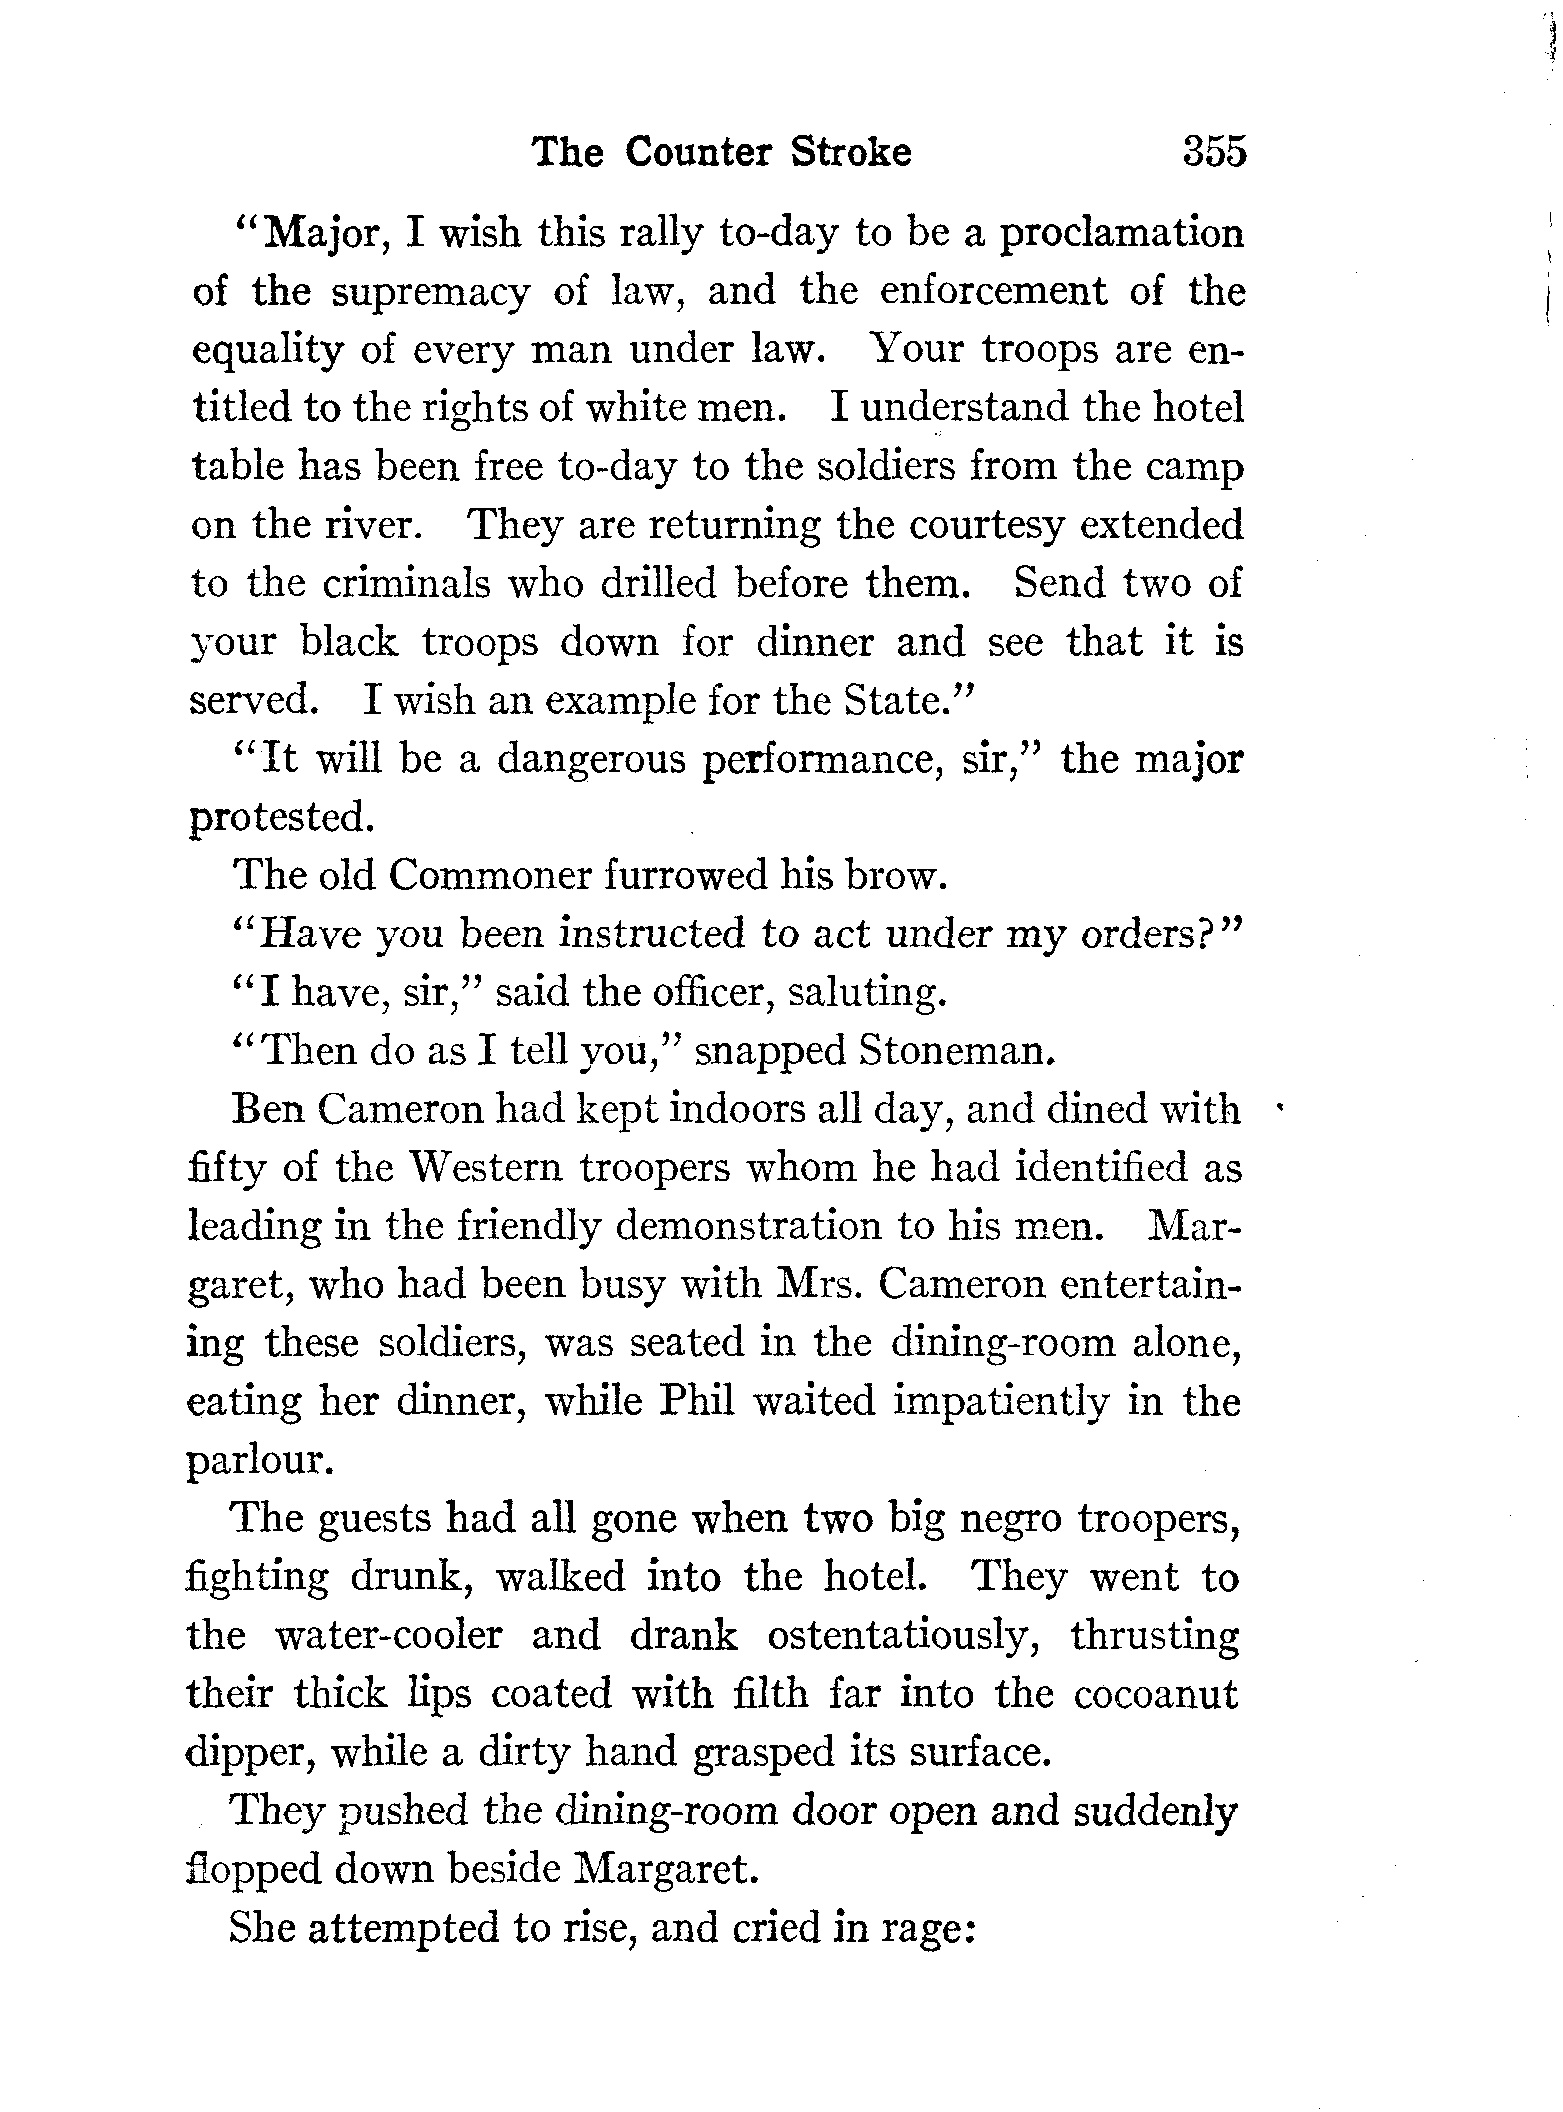 The Counter Stroke 355
“Major, I wish this rally to-day to be a proclamation
of the supremacy of law, and the enforcement of the
equality of every man under law. Your troops are en-
titled to the rights of white men. I understand the hotel
table has been free to-day to the soldiers from the camp
on the river. They are returning the courtesy extended
to the criminals who drilled before them. Send two of
your black troops down for dinner and see that it is
served. I wish an example for the State.”
“It will be a dangerous performance, sir,” the major
protested.
The old Commoner furrowed his brow.
“Have you been instructed to act under my orders?”
“I have, sir,” said the officer, saluting.
“Then do as I tell you,” snapped Stoneman.
Ben Cameron had kept indoors all day, and dined with
fifty of the Western troopers whom he had identified as
leading in the friendly demonstration to his men. Mar-
garet, who had been busy with Mrs. Cameron entertain-
ing these soldiers, was seated in the dining-room alone,
eating her dinner, while Phil waited impatiently in the
parlour.
The guests had all gone when two big negro troopers,
fighting drunk, walked into the hotel. They went to
the water-cooler and drank ostentatiously, thrusting
their thick lips coated with filth far into the cocoanut
dipper, while a dirty hand grasped its surface.
They pushed the dining-room door open and suddenly
flopped down beside Margaret.
She attempted to rise, and cried in rage: